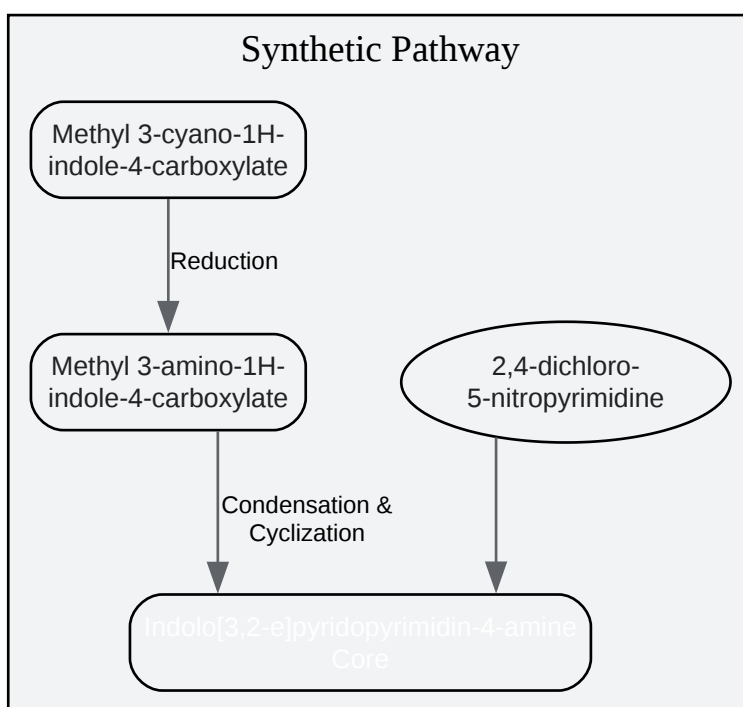 Synthetic Pathway
Methyl 3-cyano-1H-
indole-4-carboxylate
Reduction
Methyl 3-amino-1H-
indole-4-carboxylate
2,4-dichloro-
5-nitropyrimidine
Condensation &
Cyclization
Indolo[3,2-e]pyridopyrimidin-4-amine
Core